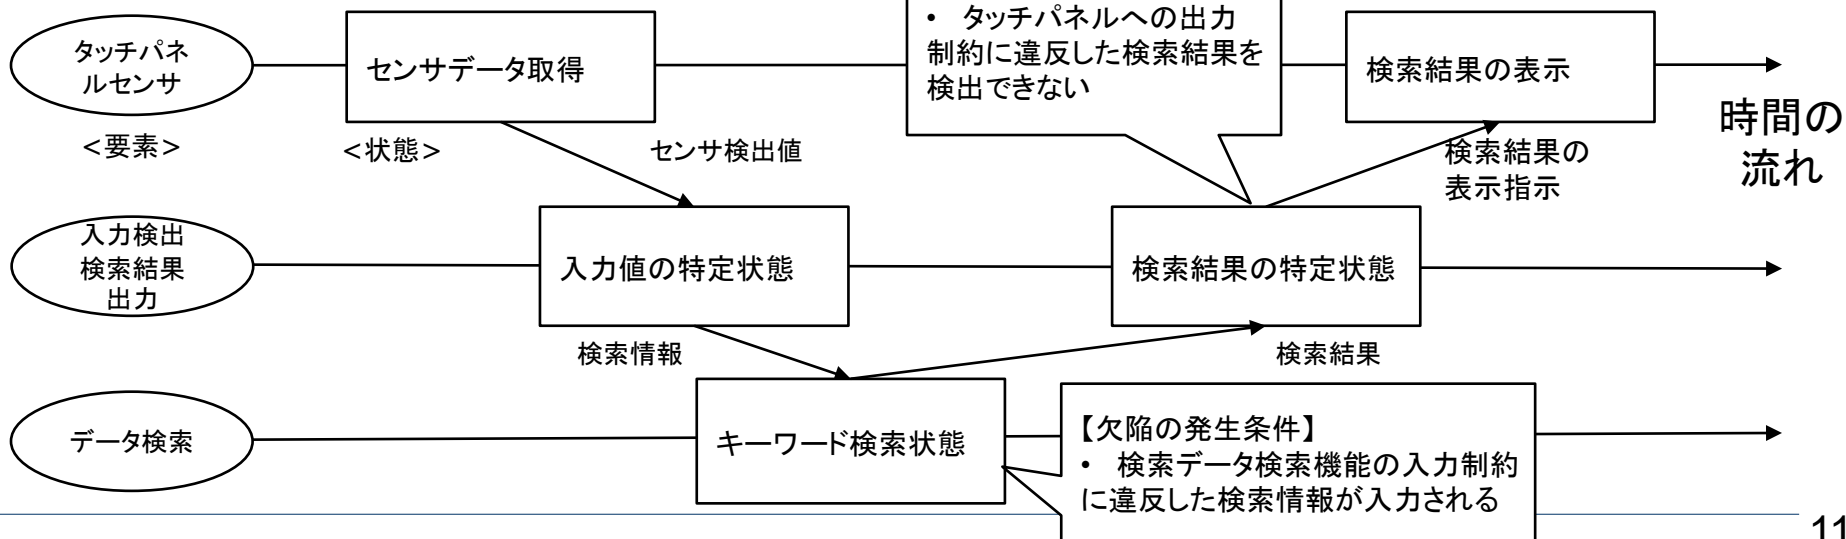 タッチパネ
ルセンサ
センサデータ取得
• タッチパネルへの出力
制約に違反した検索結果を
検出できない
検索結果の表示
時間の
流れ
<要素>
<状態>
センサ検出値
検索結果の
表示指示
入力検出
検索結果
出力
入力値の特定状態
検索結果の特定状態
検索情報
検索結果
データ検索
キーワード検索状態
【欠陥の発生条件】
• 検索データ検索機能の入力制約
に違反した検索情報が入力される
11